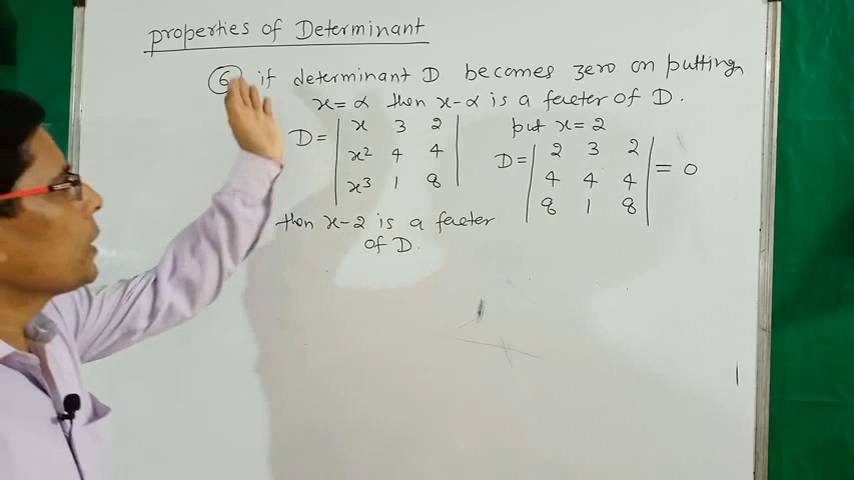 properties of Determinant
⑥ if determinant D becomes zero on putting
x = α then x-α is a facter of D.
D = | x 3 2 | put x = 2
| x² 4 4 | D = | 2 3 2 |
| x³ 1 8 | | 4 4 4 | = 0
| 8 1 8 |
then x-2 is a facter
of D.